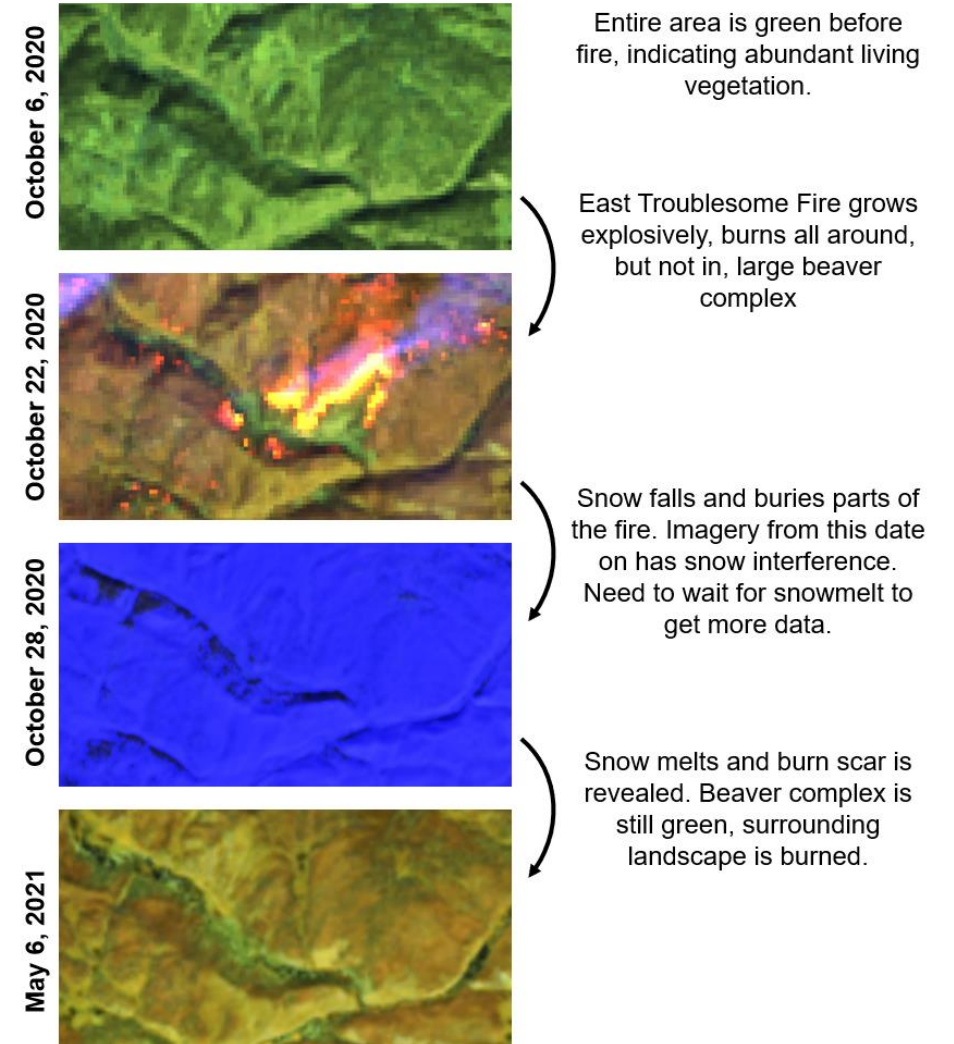 October 6, 2020
Entire area is green before
fire, indicating abundant living
vegetation.
East Troublesome Fire grows
explosively, burns all around,
but not in, large beaver
complex
October 22, 2020
Snow falls and buries parts of
the fire. Imagery from this date
on has snow interference.
Need to wait for snowmelt to
get more data.
October 28, 2020
Snow melts and burn scar is
revealed. Beaver complex is
still green, surrounding
landscape is burned.
May 6, 2021